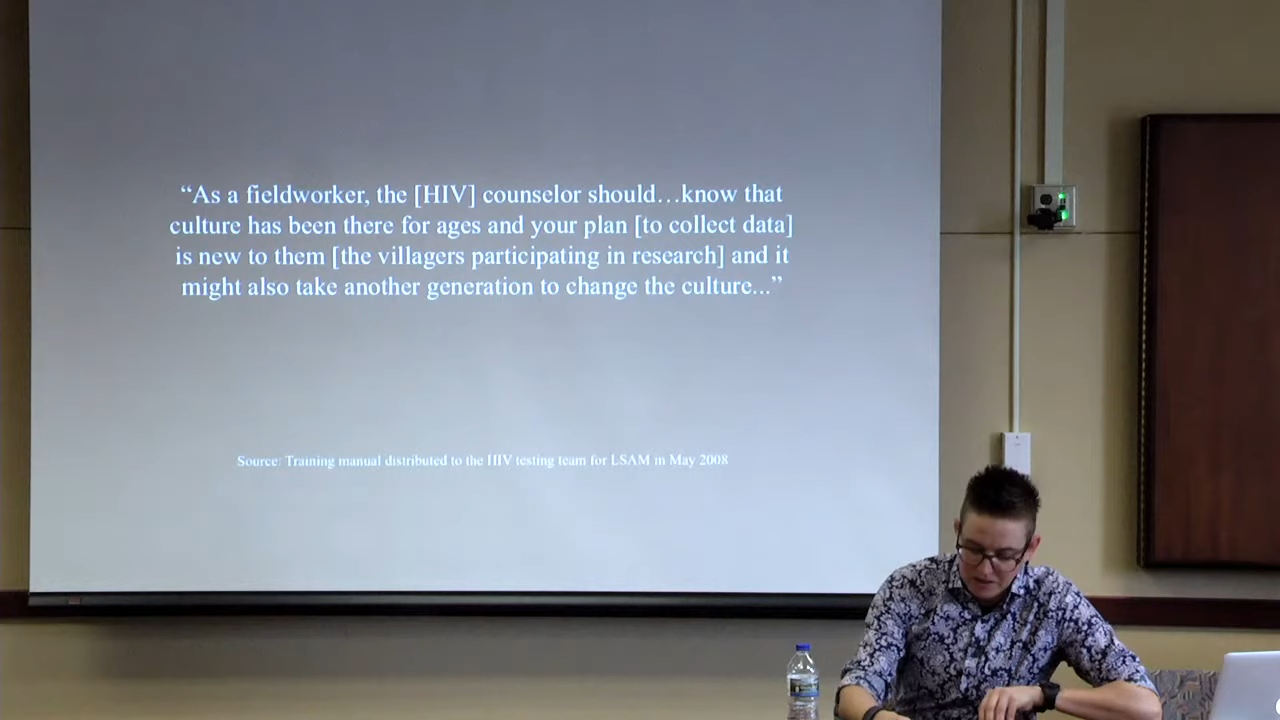 “As a fieldworker, the [HIV] counselor should…know that
culture has been there for ages and your plan [to collect data]
is new to them [the villagers participating in research] and it
might also take another generation to change the culture...”
Source: Training manual distributed to the HIV testing team for LSAM in May 2008